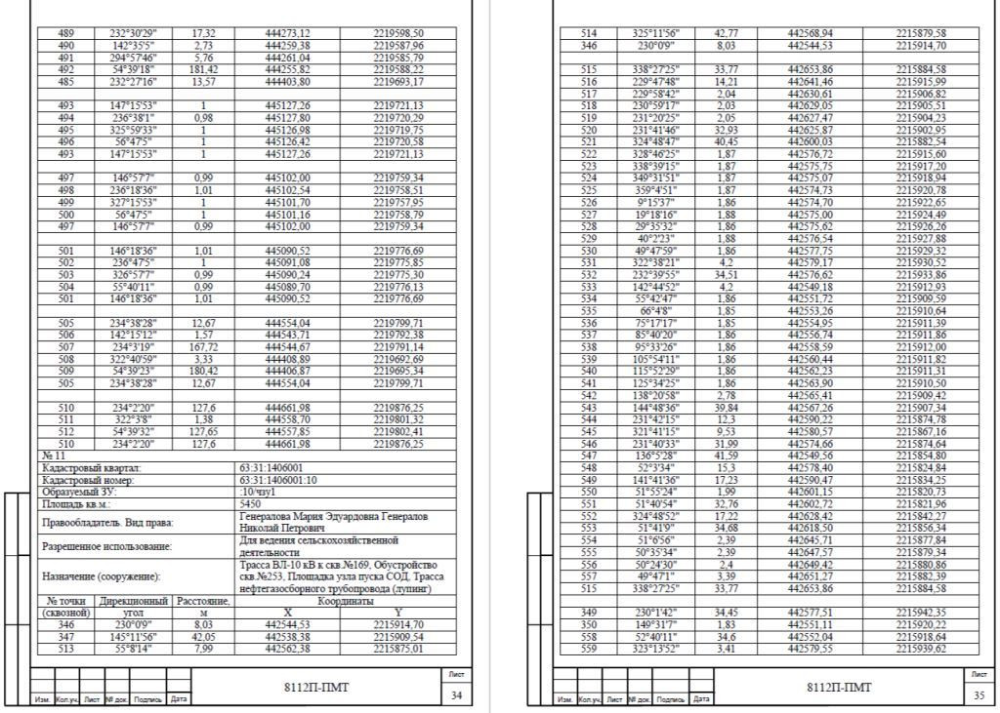 489 232°30'29" 17,32 444273,12 2219598,50
490 142°35'5" 2,73 444259,38 2219587,96
491 294°57'46" 5,76 444261,04 2219585,79
492 54°39'18" 181,42 444255,82 2219588,22
485 232°27'16" 13,57 444403,80 2219693,17
493 147°15'53" 1 445127,26 2219721,13
494 236°38'1" 0,98 445127,80 2219720,29
495 325°59'33" 1 445126,98 2219719,75
496 56°47'5" 1 445126,42 2219720,58
493 147°15'53" 1 445127,26 2219721,13
497 146°57'7" 0,99 445102,00 2219759,34
498 236°18'36" 1,01 445102,54 2219758,51
499 327°15'53" 1 445101,70 2219757,95
500 56°47'5" 1 445101,16 2219758,79
497 146°57'7" 0,99 445102,00 2219759,34
501 146°18'36" 1,01 445090,52 2219776,69
502 236°47'5" 1 445091,08 2219775,85
503 326°57'7" 0,99 445090,24 2219775,30
504 55°40'11" 0,99 445089,70 2219776,13
501 146°18'36" 1,01 445090,52 2219776,69
505 234°38'28" 12,67 444554,04 2219799,71
506 142°15'12" 1,57 444543,71 2219792,38
507 234°3'19" 167,72 444544,67 2219791,14
508 322°40'59" 3,33 444408,89 2219692,69
509 54°39'23" 180,42 444406,87 2219695,34
505 234°38'28" 12,67 444554,04 2219799,71
510 234°2'20" 127,6 444661,98 2219876,25
511 322°3'8" 1,38 444558,70 2219801,32
512 54°39'32" 127,65 444557,85 2219802,41
510 234°2'20" 127,6 444661,98 2219876,25
№ 11
Кадастровый квартал: 63:31:1406001
Кадастровый номер: 63:31:1406001:10
Образуемый ЗУ: :10/чзу1
Площадь кв.м.: 5450
Правообладатель. Вид права: Генералова Мария Эдуардовна Генералов
Николай Петрович
Разрешенное использование: Для ведения сельскохозяйственной
деятельности
Назначение (сооружение): Трасса ВЛ-10 кВ к скв.№169, Обустройство
скв.№253, Площадка узла пуска СОД, Трасса
нефтегазосборного трубопровода (лупинг)
№ точки Дирекционный Расстояние, Координаты
(сквозной) угол м X Y
346 230°0'9" 8,03 442544,53 2215914,70
347 145°11'56" 42,05 442538,38 2215909,54
513 55°8'14" 7,99 442562,38 2215875,01
Изм. Кол.уч. Лист № док. Подпись Дата
8112П-ПМТ
Лист
34
514 325°11'56" 42,77 442568,94 2215879,58
346 230°0'9" 8,03 442544,53 2215914,70
515 338°27'25" 33,77 442653,86 2215884,58
516 229°47'48" 14,21 442641,46 2215915,99
517 229°58'42" 2,04 442630,61 2215906,82
518 230°59'17" 2,03 442629,05 2215905,51
519 231°20'25" 2,05 442627,47 2215904,23
520 231°41'46" 32,93 442625,87 2215902,95
521 324°48'47" 40,45 442600,03 2215882,54
522 328°46'25" 1,87 442576,72 2215915,60
523 338°39'15" 1,87 442575,75 2215917,20
524 349°31'51" 1,87 442575,07 2215918,94
525 359°4'51" 1,87 442574,73 2215920,78
526 9°15'37" 1,86 442574,70 2215922,65
527 19°18'16" 1,88 442575,00 2215924,49
528 29°35'32" 1,86 442575,62 2215926,26
529 40°2'23" 1,88 442576,54 2215927,88
530 49°47'59" 1,86 442577,75 2215929,32
531 322°38'21" 4,2 442579,17 2215930,52
532 232°39'55" 34,51 442576,62 2215933,86
533 142°44'52" 4,2 442549,18 2215912,93
534 55°42'47" 1,86 442551,72 2215909,59
535 66°4'8" 1,85 442553,26 2215910,64
536 75°17'17" 1,85 442554,95 2215911,39
537 85°40'20" 1,86 442556,74 2215911,86
538 95°33'26" 1,86 442558,59 2215912,00
539 105°54'11" 1,86 442560,44 2215911,82
540 115°52'29" 1,86 442562,23 2215911,31
541 125°34'25" 1,86 442563,90 2215910,50
542 138°20'58" 2,78 442565,41 2215909,42
543 144°48'36" 39,84 442567,26 2215907,34
544 231°42'15" 12,3 442590,22 2215874,78
545 321°41'15" 9,53 442580,57 2215867,16
546 231°40'33" 31,99 442574,66 2215874,64
547 136°5'28" 41,59 442549,56 2215854,80
548 52°3'34" 15,3 442578,40 2215824,84
549 141°41'36" 17,23 442590,47 2215834,25
550 51°55'24" 1,99 442601,15 2215820,73
551 51°40'54" 32,76 442602,72 2215821,96
552 324°48'52" 17,22 442628,42 2215842,27
553 51°41'9" 34,68 442618,50 2215856,34
554 51°6'56" 2,39 442645,71 2215877,84
555 50°35'34" 2,39 442647,57 2215879,34
556 50°24'30" 2,4 442649,42 2215880,86
557 49°47'1" 3,39 442651,27 2215882,39
515 338°27'25" 33,77 442653,86 2215884,58
349 230°1'42" 34,45 442577,51 2215942,35
350 149°31'7" 1,83 442551,11 2215920,22
558 52°40'11" 34,6 442552,04 2215918,64
559 323°13'52" 3,41 442579,55 2215939,62
Изм. Кол.уч. Лист № док. Подпись Дата
8112П-ПМТ
Лист
35